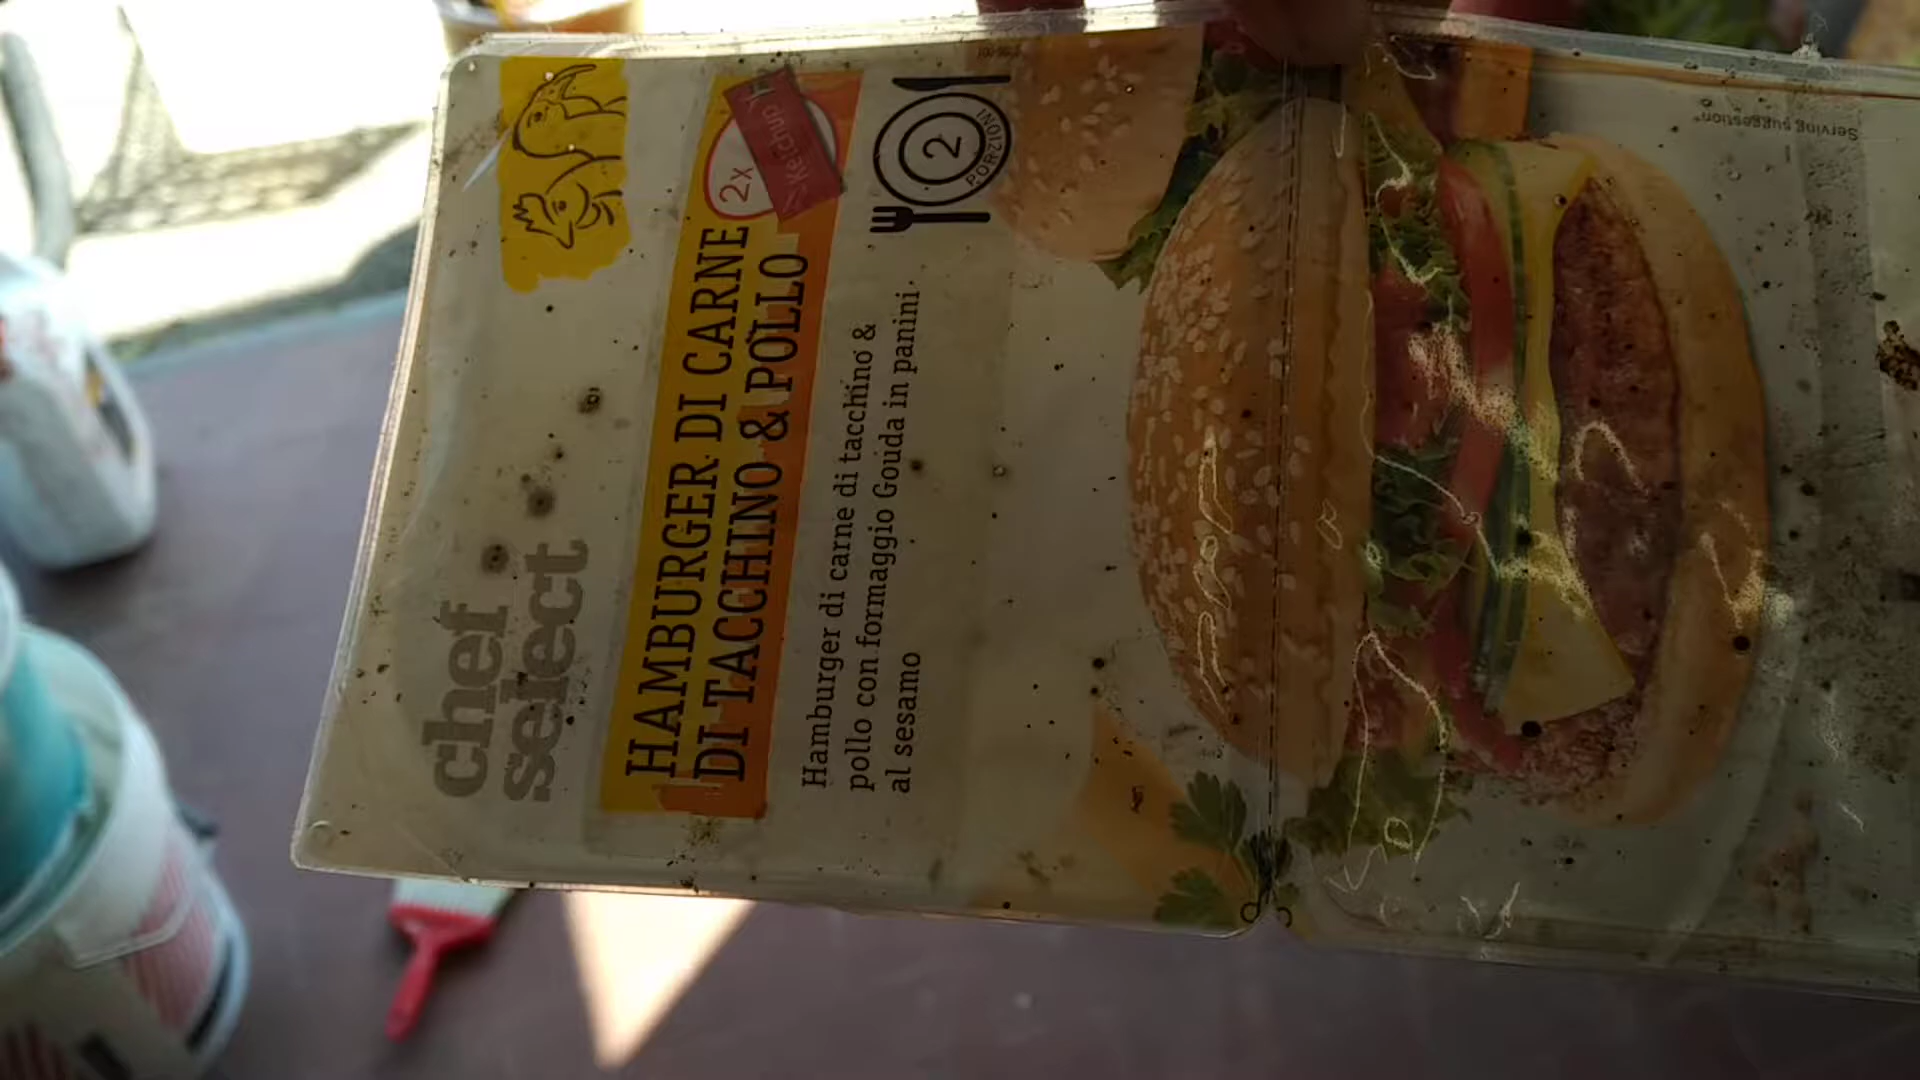 chef
select
HAMBURGER DI CARNE
DI TACCHINO & POLLO
2x
Ketchup
2
PORZIONI
Hamburger di carne di tacchino &
pollo con formaggio Gouda in panini
al sesamo
Serving suggestion